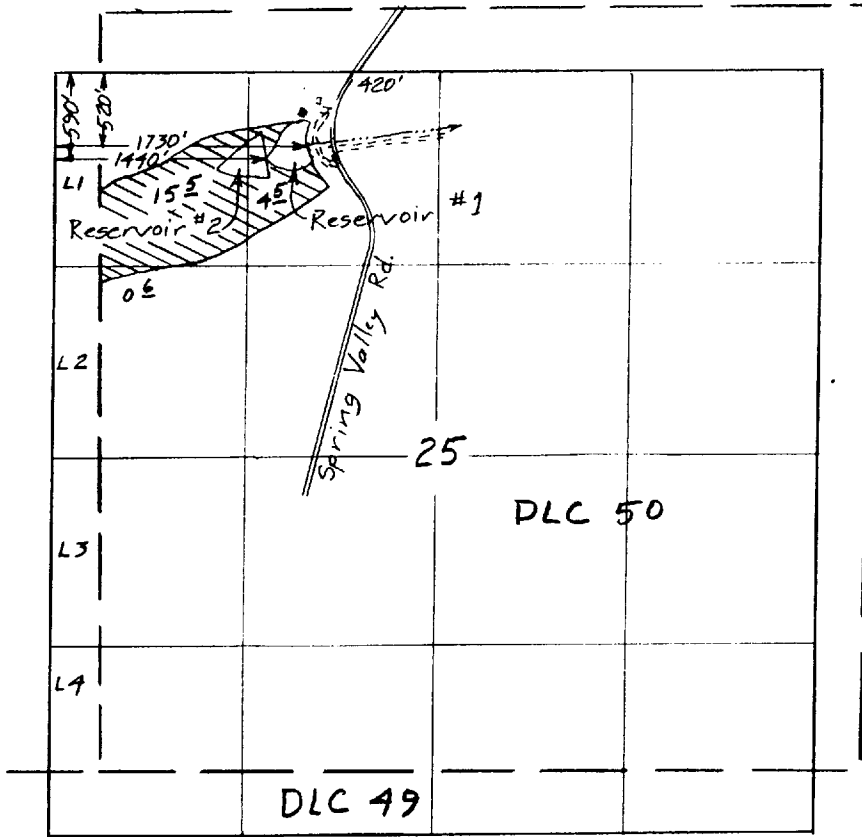 420'
590'
520'
1730'
1440'
L1
15 5
4 5
Reservoir #2
Reservoir #1
0 6
Spring Valley Rd.
L2
25
DLC 50
L3
L4
DLC 49